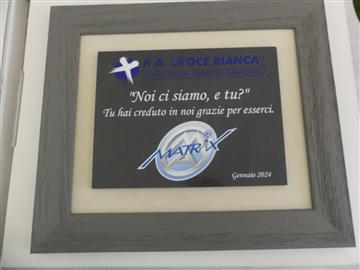 P. A. CROCE BIANCA
"Noi ci siamo, e tu?"
Tu hai creduto in noi grazie per esserci.
MATRIX
Gennaio 2024